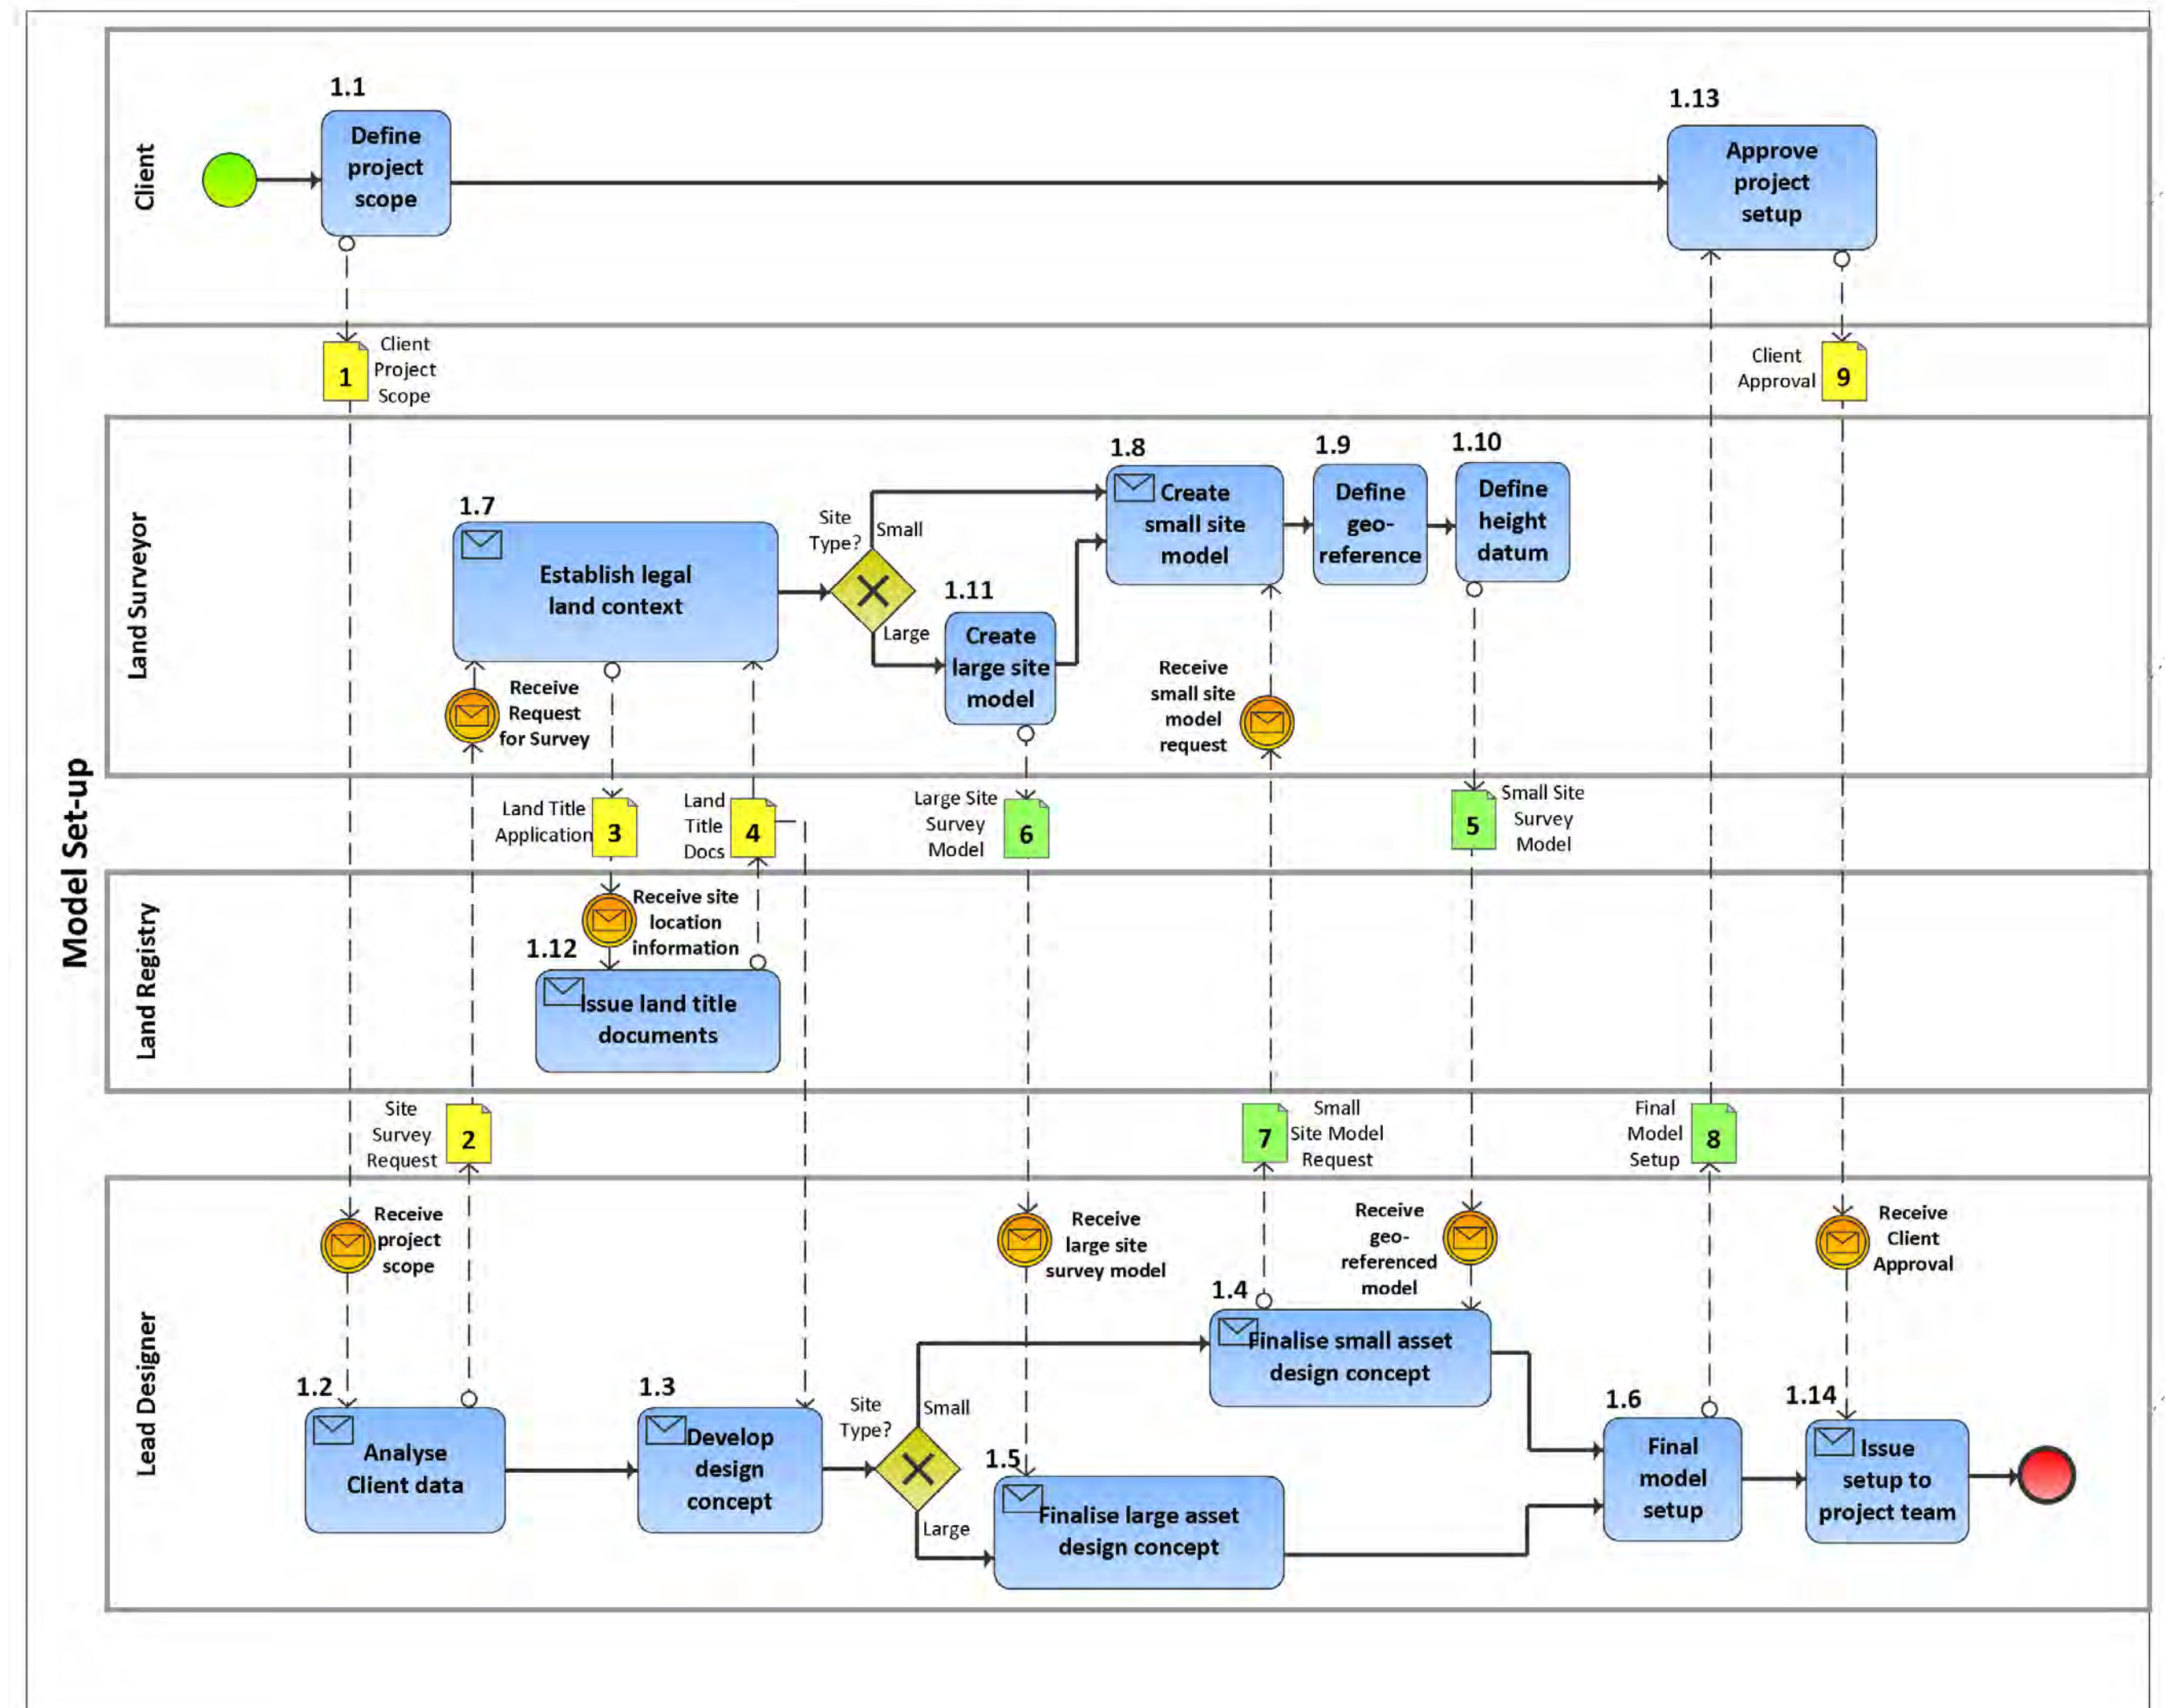 Model Set-up
Client
1.1
Define
project
scope
1.13
Approve
project
setup
1
Client
Project
Scope
Client
Approval
9
Land Surveyor
1.7
Establish legal
land context
Receive
Request
for Survey
Site
Type?
Small
Large
1.11
Create
large site
model
1.8
Create
small site
model
1.9
Define
geo-
reference
1.10
Define
height
datum
Receive
small site
model
request
Land Title
Application
3
Land
Title
Docs
4
Large Site
Survey
Model
6
5
Small Site
Survey
Model
Land Registry
Receive site
location
information
1.12
Issue land title
documents
Site
Survey
Request
2
7
Small
Site Model
Request
Final
Model
Setup
8
Lead Designer
Receive
project
scope
1.2
Analyse
Client data
1.3
Develop
design
concept
Site
Type?
Small
Large
Receive
large site
survey model
1.5
Finalise large asset
design concept
1.4
Finalise small asset
design concept
Receive
geo-
referenced
model
1.6
Final
model
setup
Receive
Client
Approval
1.14
Issue
setup to
project team